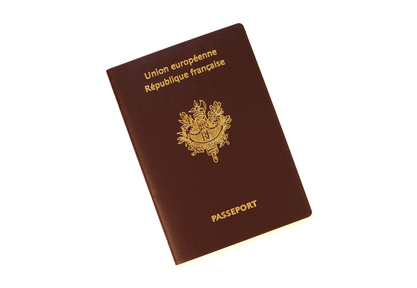 Union européenne
République française
PASSEPORT